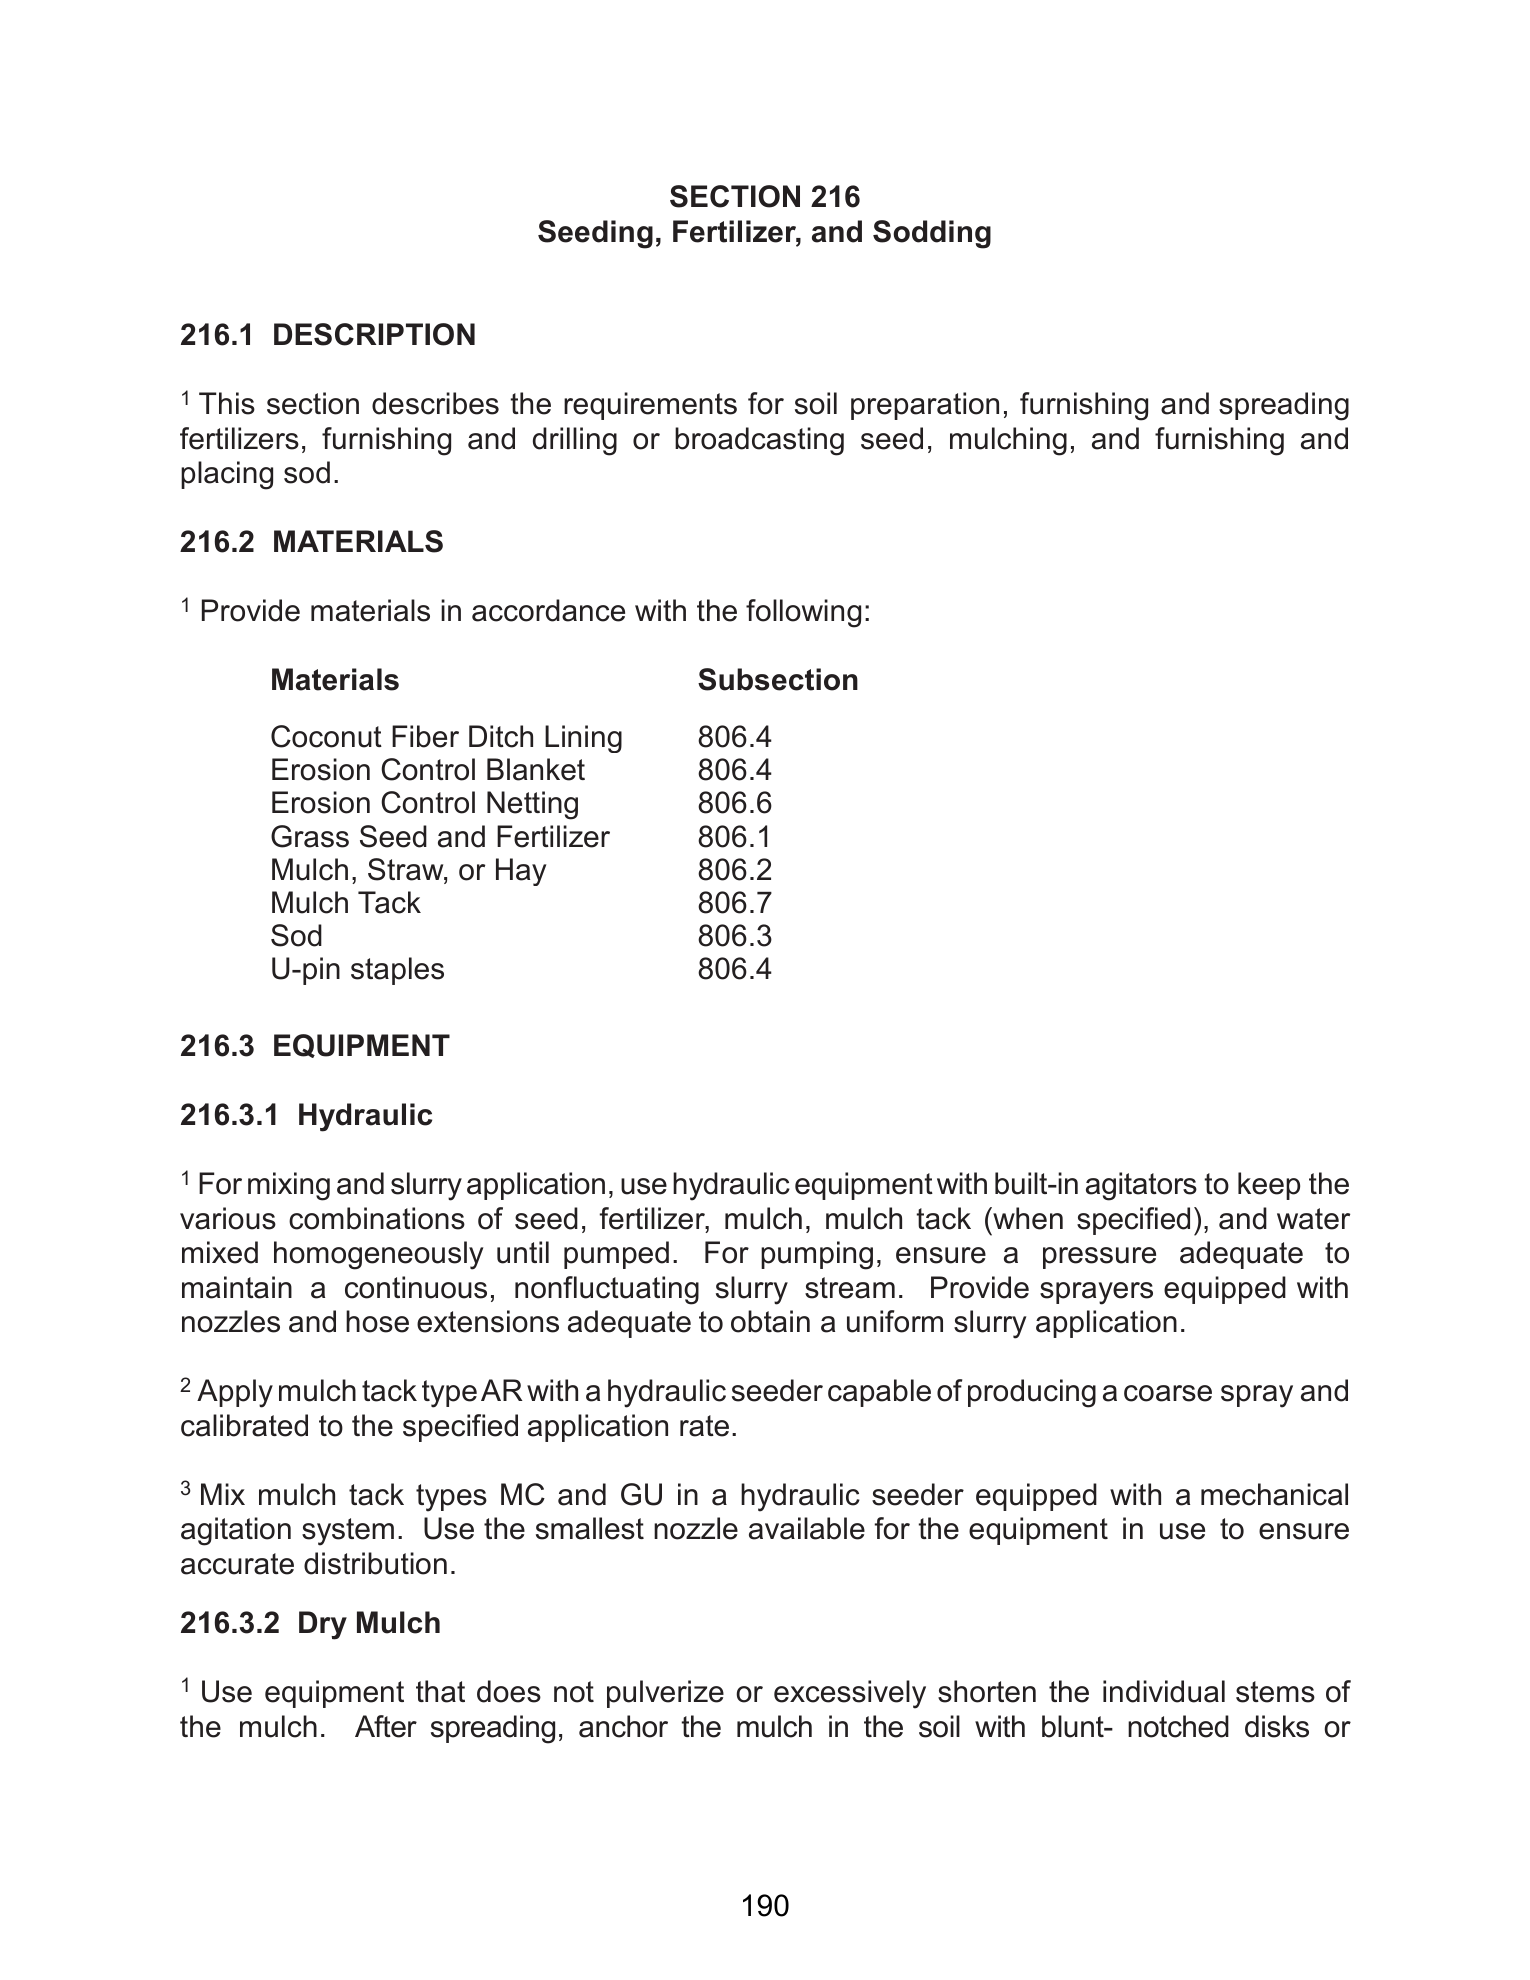 SECTION 216
Seeding, Fertilizer, and Sodding
216.1 DESCRIPTION
1 This section describes the requirements for soil preparation, furnishing and spreading
fertilizers, furnishing and drilling or broadcasting seed, mulching, and furnishing and
placing sod.
216.2 MATERIALS
1 Provide materials in accordance with the following:
Materials Subsection
Coconut Fiber Ditch Lining 806.4
Erosion Control Blanket 806.4
Erosion Control Netting 806.6
Grass Seed and Fertilizer 806.1
Mulch, Straw, or Hay 806.2
Mulch Tack 806.7
Sod 806.3
U-pin staples 806.4
216.3 EQUIPMENT
216.3.1 Hydraulic
1 For mixing and slurry application, use hydraulic equipment with built-in agitators to keep the
various combinations of seed, fertilizer, mulch, mulch tack (when specified), and water
mixed homogeneously until pumped. For pumping, ensure a pressure adequate to
maintain a continuous, nonfluctuating slurry stream. Provide sprayers equipped with
nozzles and hose extensions adequate to obtain a uniform slurry application.
2 Apply mulch tack type AR with a hydraulic seeder capable of producing a coarse spray and
calibrated to the specified application rate.
3 Mix mulch tack types MC and GU in a hydraulic seeder equipped with a mechanical
agitation system. Use the smallest nozzle available for the equipment in use to ensure
accurate distribution.
216.3.2 Dry Mulch
1 Use equipment that does not pulverize or excessively shorten the individual stems of
the mulch. After spreading, anchor the mulch in the soil with blunt- notched disks or
190